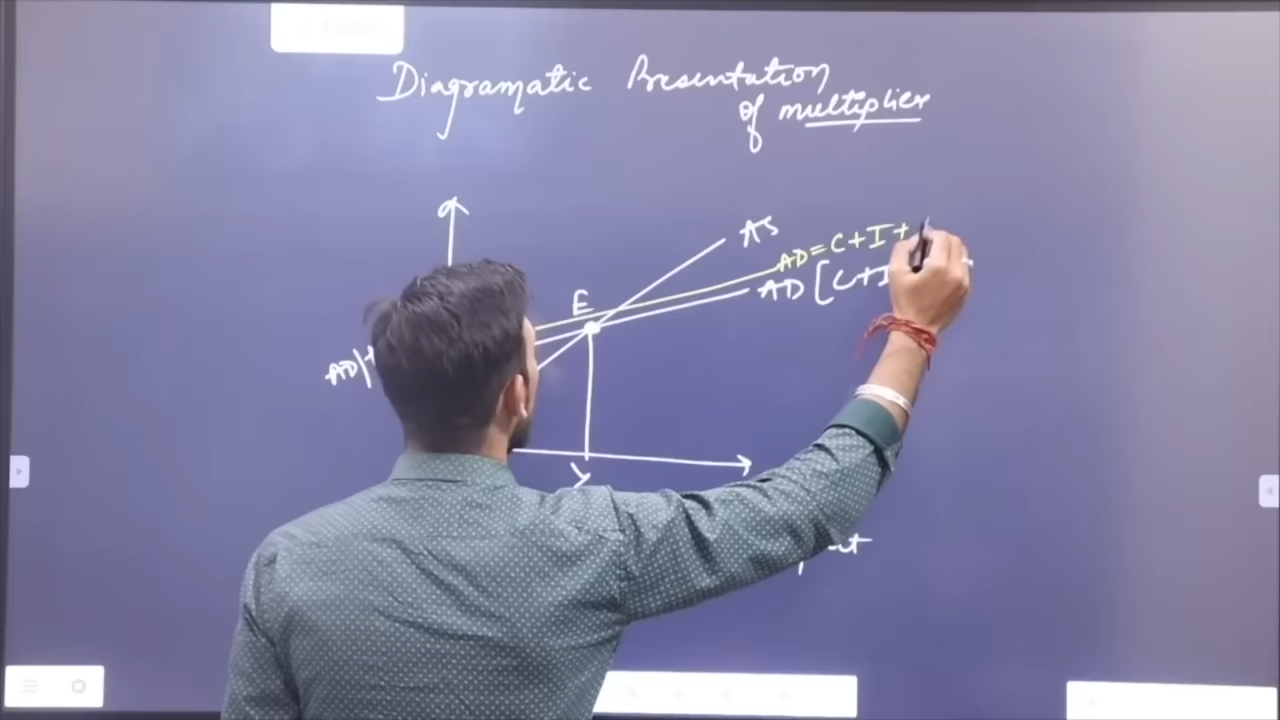 Diagramatic Presentation
of multiplier
AS
AD = C+I+
E
AD [C+I
AD/
Y